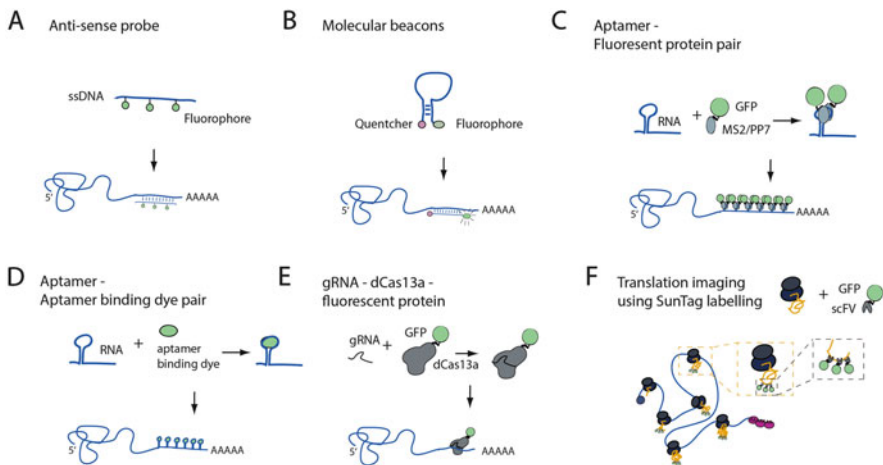 A Anti-sense probe
ssDNA
Fluorophore
5'
AAAAA
B Molecular beacons
Quentcher
Fluorophore
5'
AAAAA
C Aptamer -
Fluoresent protein pair
RNA
+
GFP
MS2/PP7
5'
AAAAA
D Aptamer -
Aptamer binding dye pair
RNA
+
aptamer
binding dye
5'
AAAAA
E gRNA - dCas13a -
fluorescent protein
gRNA
+
GFP
dCas13a
5'
AAAAA
F Translation imaging
using SunTag labelling
+
GFP
scFV